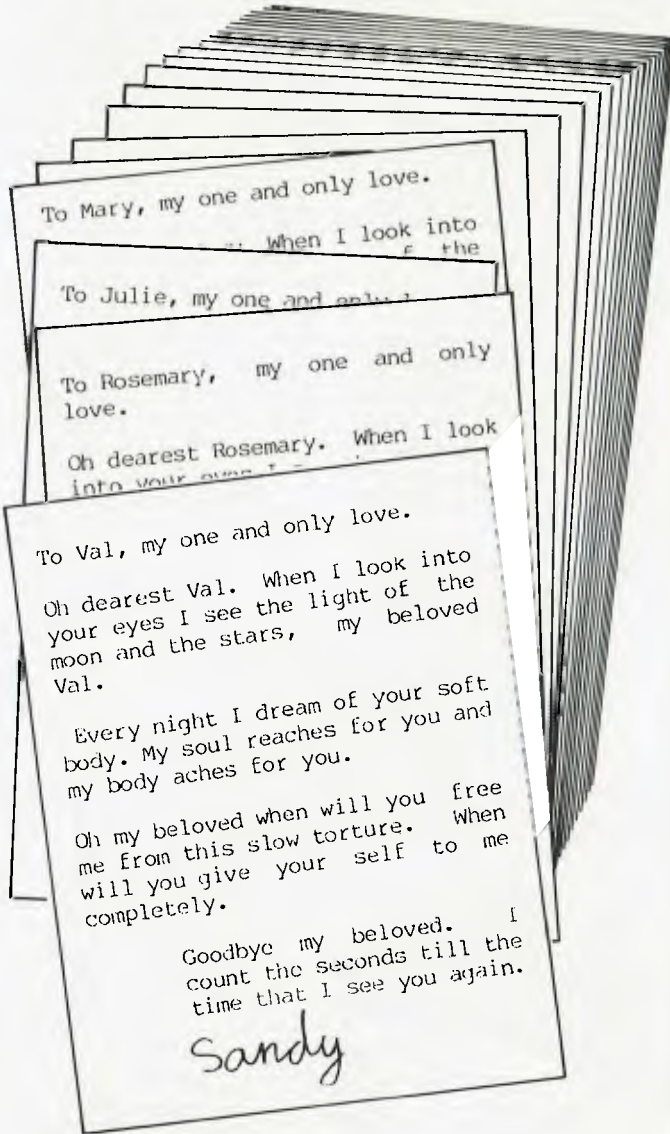 To Mary, my one and only love.
When I look into
the
To Julie, my one and only
To Rosemary, my one and only
love.
Oh dearest Rosemary. When I look
into your
To Val, my one and only love.
Oh dearest Val. When I look into
your eyes I see the light of the
moon and the stars, my beloved
Val.
Every night I dream of your soft
body. My soul reaches for you and
my body aches for you.
Oh my beloved when will you free
me from this slow torture. When
will you give your self to me
completely.
Goodbye my beloved. I
count the seconds till the
time that I see you again.
Sandy